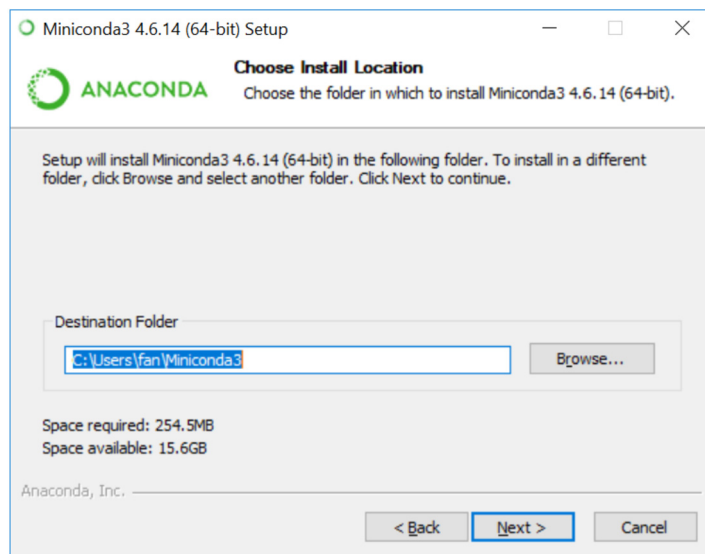 Miniconda3 4.6.14 (64-bit) Setup
ANACONDA
Choose Install Location
Choose the folder in which to install Miniconda3 4.6.14 (64-bit).
Setup will install Miniconda3 4.6.14 (64-bit) in the following folder. To install in a different
folder, click Browse and select another folder. Click Next to continue.
Destination Folder
C:\Users\fan\Miniconda3
Browse...
Space required: 254.5MB
Space available: 15.6GB
Anaconda, Inc.
< Back
Next >
Cancel